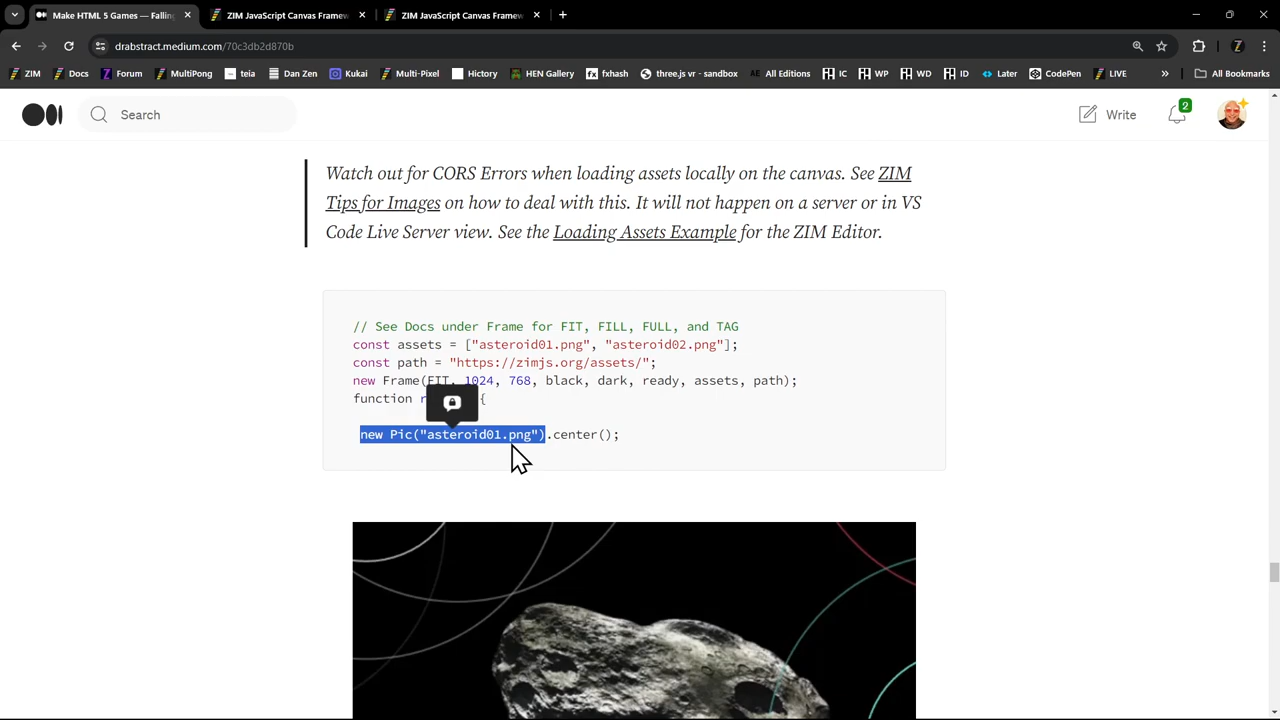 Make HTML 5 Games — Falling
ZIM JavaScript Canvas Framew
ZIM JavaScript Canvas Framew
drabstract.medium.com/70c3db2d870b
ZIM
Docs
Forum
MultiPong
teia
Dan Zen
Kukai
Multi-Pixel
Hictory
HEN Garden
fx fxhash
three.js vr - sandbox
AE All Editions
IC
WP
WD
ID
Later
CodePen
LIVE
»
All Bookmarks
Search
Write
2
Watch out for CORS Errors when loading assets locally on the canvas. See ZIM
Tips for Images on how to deal with this. It will not happen on a server or in VS
Code Live Server view. See the Loading Assets Example for the ZIM Editor.
// See Docs under Frame for FIT, FILL, FULL, and TAG
const assets = ["asteroid01.png", "asteroid02.png"];
const path = "https://zimjs.org/assets/";
new Frame(FIT, 1024, 768, black, dark, ready, assets, path);
function r {
new Pic("asteroid01.png").center();